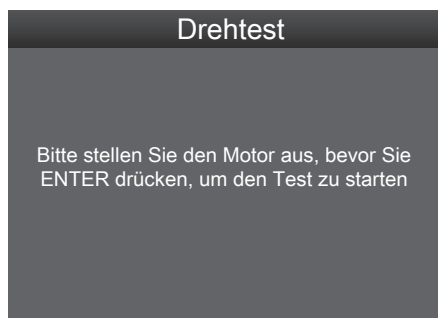 Drehtest
Bitte stellen Sie den Motor aus, bevor Sie
ENTER drücken, um den Test zu starten